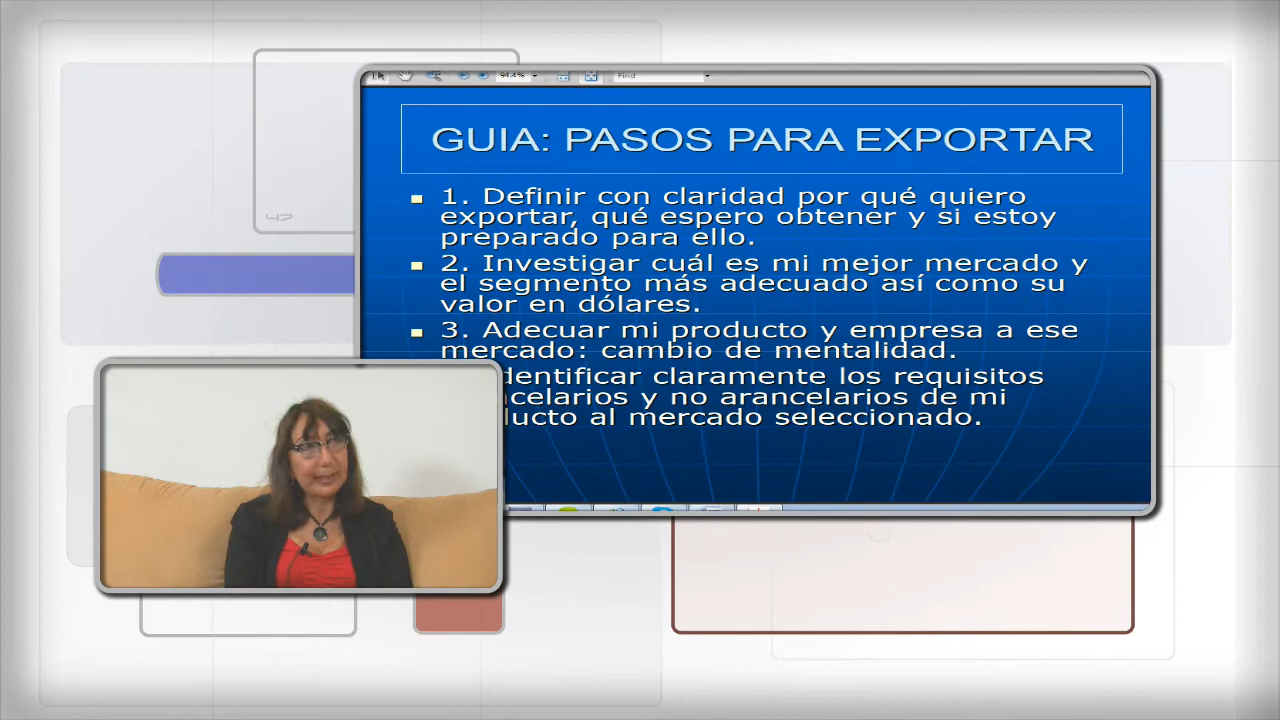 94.4%
Find
GUIA: PASOS PARA EXPORTAR
1. Definir con claridad por qué quiero
exportar, qué espero obtener y si estoy
preparado para ello.
2. Investigar cuál es mi mejor mercado y
el segmento más adecuado así como su
valor en dólares.
3. Adecuar mi producto y empresa a ese
mercado: cambio de mentalidad.
claramente los requisitos
y no arancelarios de mi
al mercado seleccionado.
47